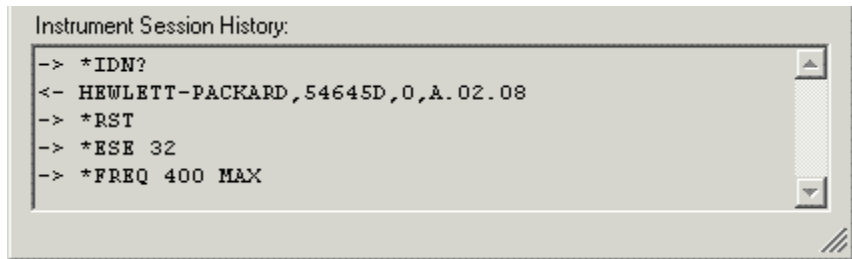 Instrument Session History:
-> *IDN?
<- HEWLETT-PACKARD,54645D,0,A.02.08
-> *RST
-> *ESE 32
-> *FREQ 400 MAX